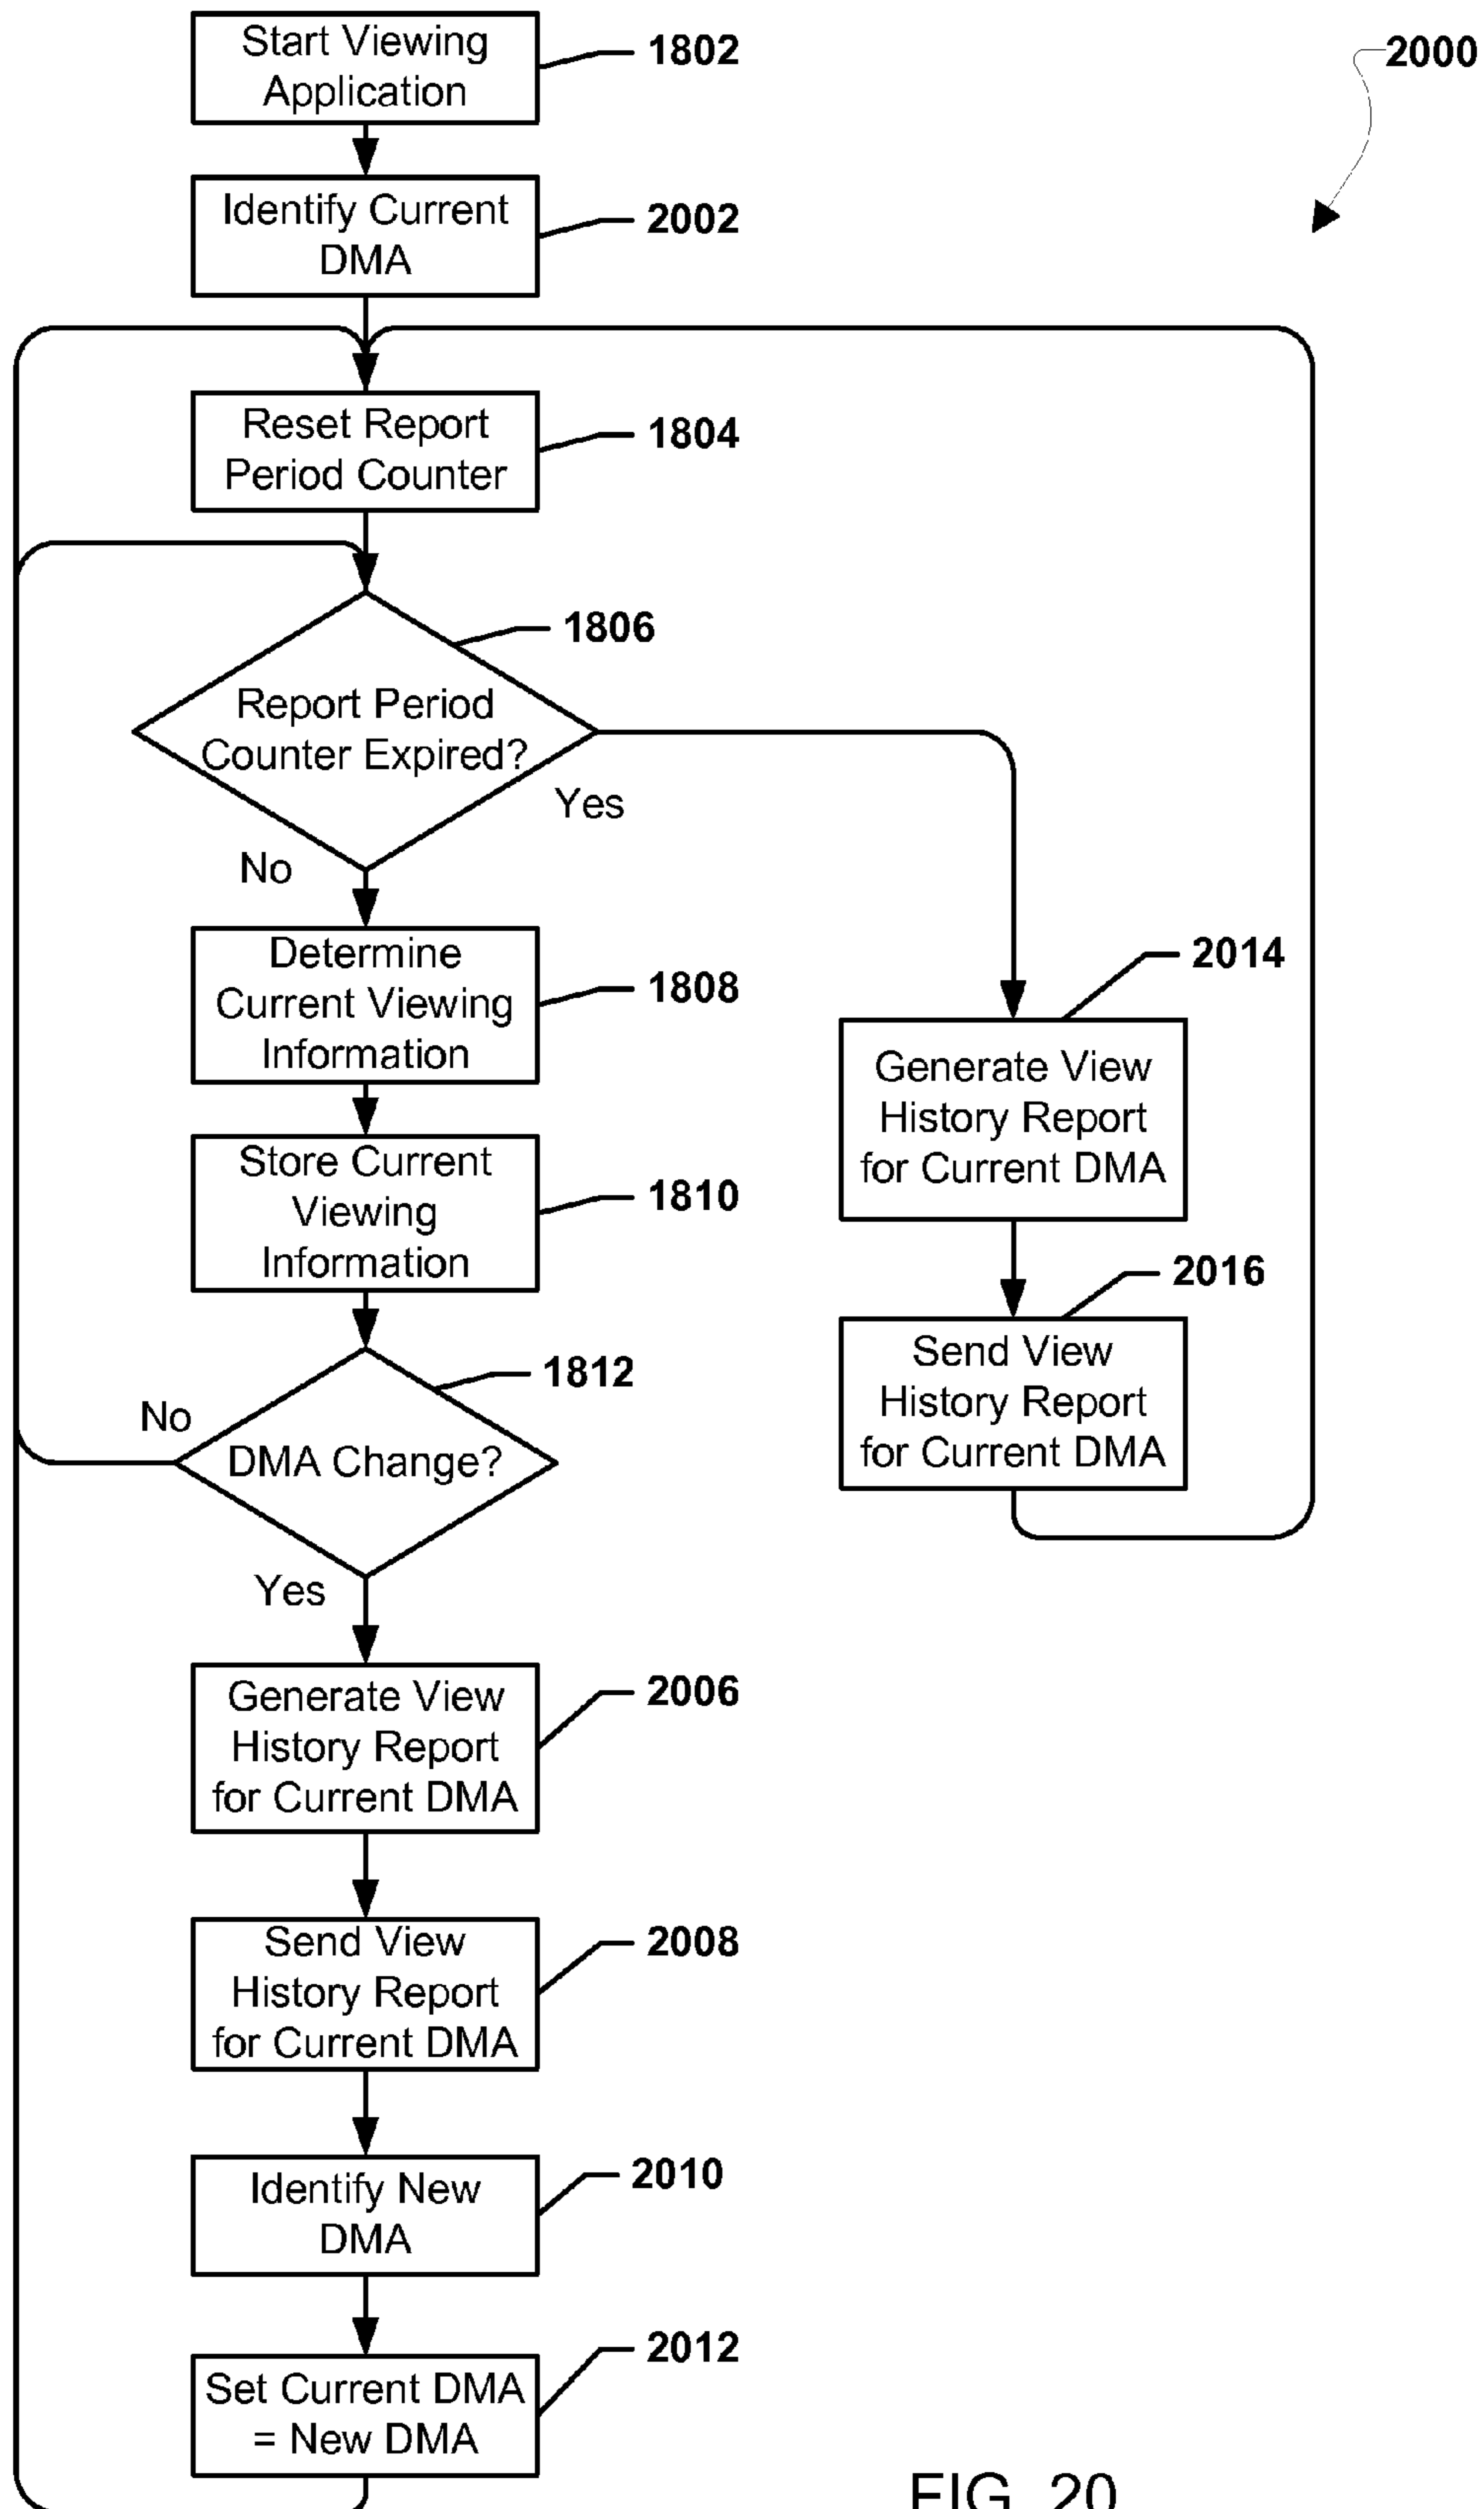 Start Viewing
Application
1802
2000
Identify Current
DMA
2002
Reset Report
Period Counter
1804
1806
Report Period
Counter Expired?
Yes
No
Determine
Current Viewing
Information
1808
2014
Generate View
History Report
for Current DMA
Store Current
Viewing
Information
1810
2016
Send View
History Report
for Current DMA
1812
No
DMA Change?
Yes
Generate View
History Report
for Current DMA
2006
Send View
History Report
for Current DMA
2008
Identify New
DMA
2010
Set Current DMA
= New DMA
2012
FIG. 20